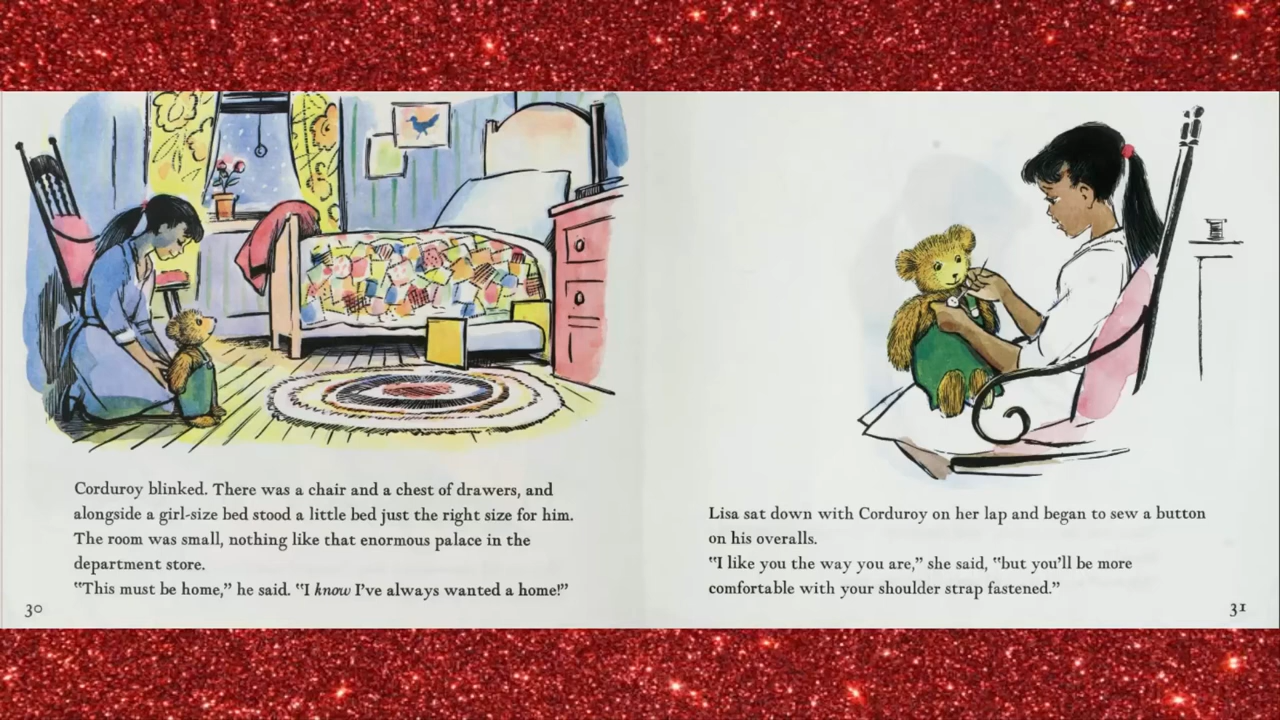 Corduroy blinked. There was a chair and a chest of drawers, and
alongside a girl-size bed stood a little bed just the right size for him.
The room was small, nothing like that enormous palace in the
department store.
"This must be home," he said. "I know I've always wanted a home!"
30
Lisa sat down with Corduroy on her lap and began to sew a button
on his overalls.
"I like you the way you are," she said, "but you'll be more
comfortable with your shoulder strap fastened."
31